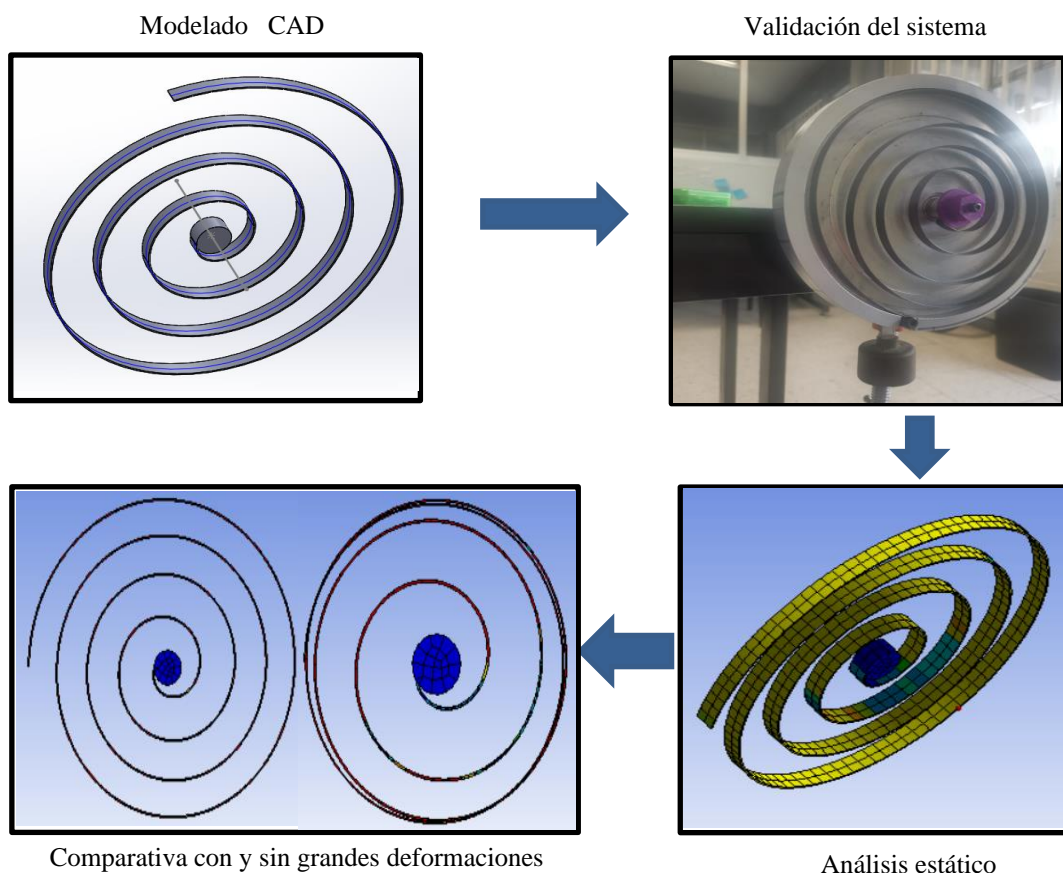 Modelado CAD
Validación del sistema
Comparativa con y sin grandes deformaciones
Análisis estático